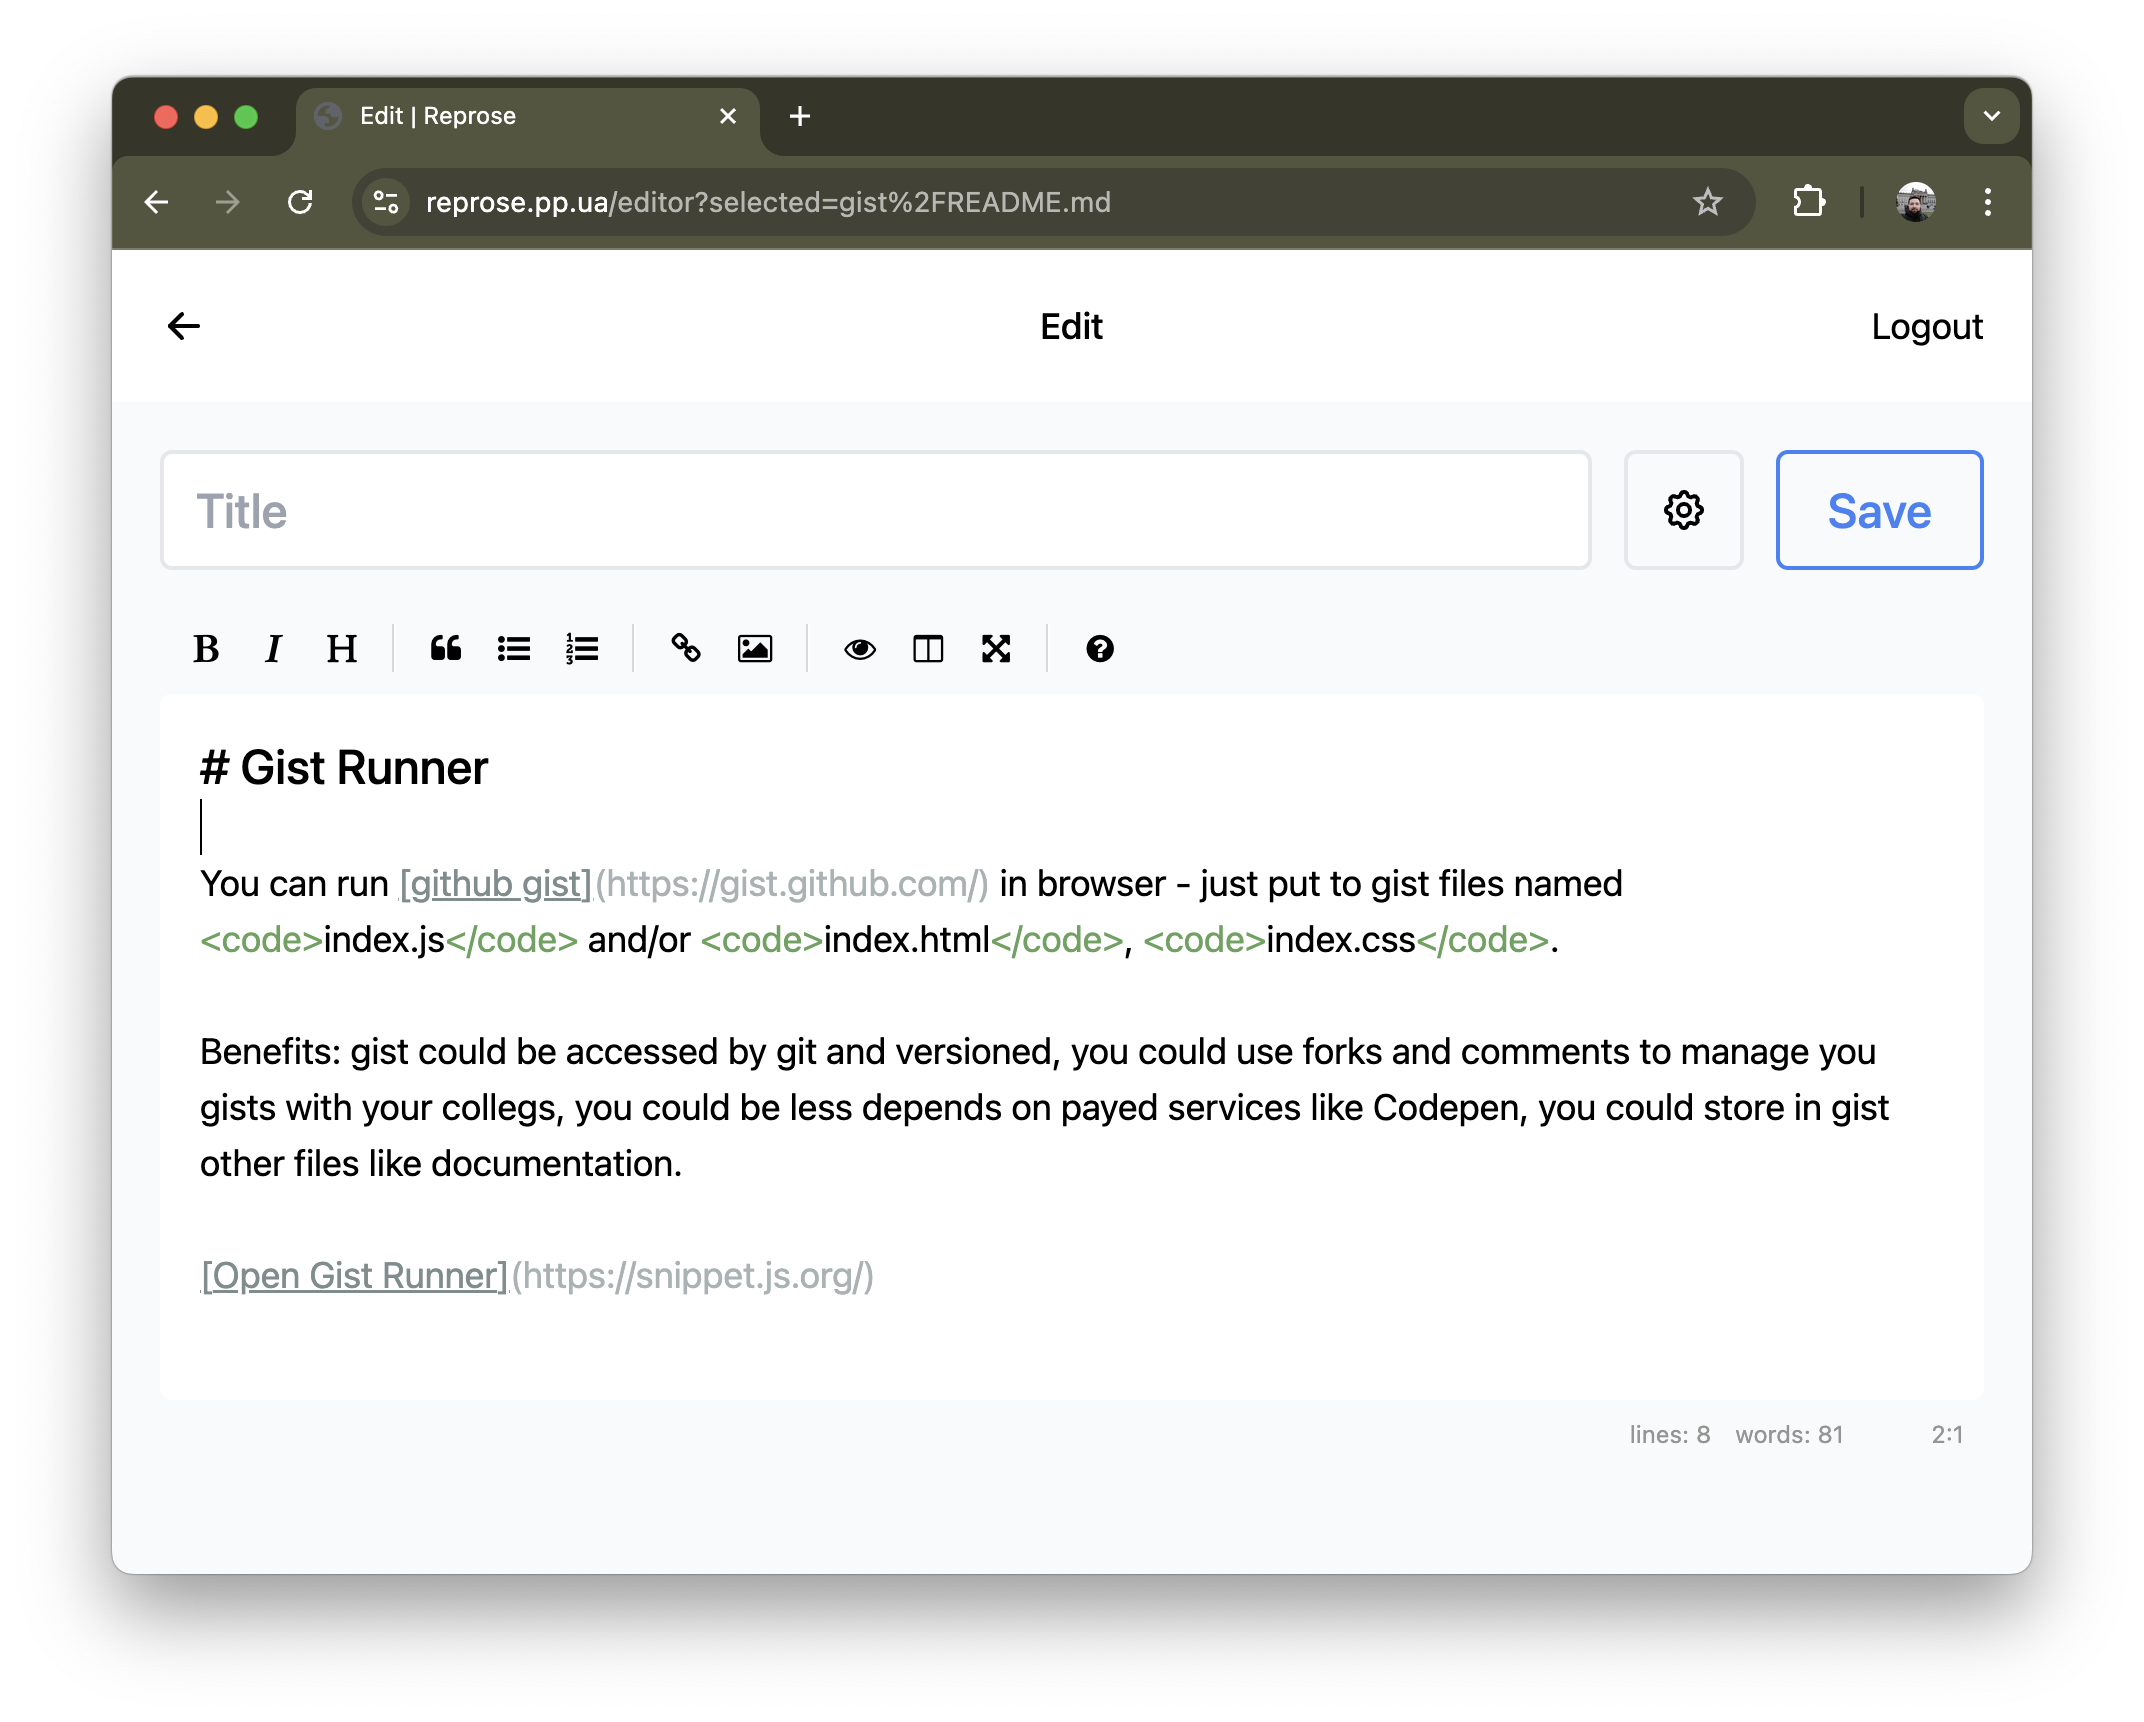 Edit | Reprose
reprose.pp.ua/editor?selected=gist%2FREADME.md
Edit
Logout
Title
Save
B I H
# Gist Runner
You can run [github gist](https://gist.github.com/) in browser - just put to gist files named
<code>index.js</code> and/or <code>index.html</code>, <code>index.css</code>.
Benefits: gist could be accessed by git and versioned, you could use forks and comments to manage you
gists with your collegs, you could be less depends on payed services like Codepen, you could store in gist
other files like documentation.
[Open Gist Runner](https://snippet.js.org/)
lines: 8 words: 81 2:1